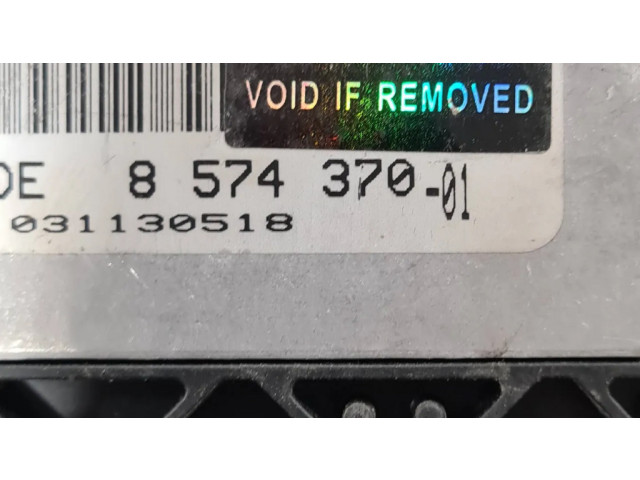 VOID IF REMOVED
DE 8 574 370-01
031130518